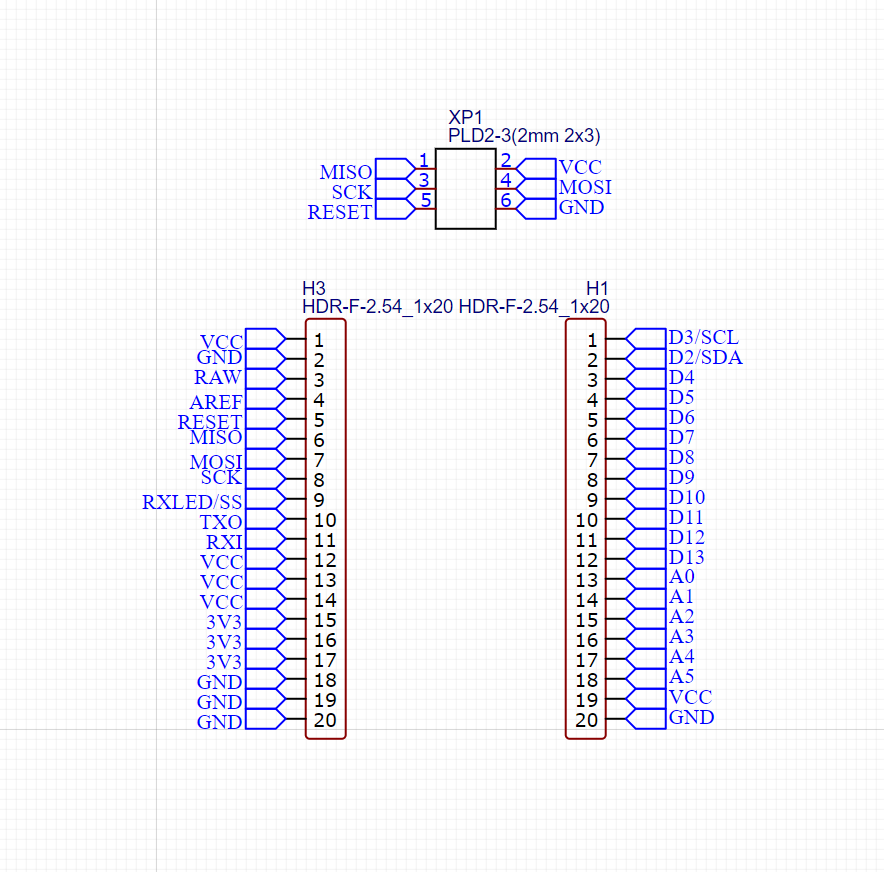 XP1
PLD2-3(2mm 2x3)
MISO 1 2 VCC
SCK 3 4 MOSI
RESET 5 6 GND
H3 H1
HDR-F-2.54_1x20 HDR-F-2.54_1x20
VCC 1 1 D3/SCL
GND 2 2 D2/SDA
RAW 3 3 D4
AREF 4 4 D5
RESET 5 5 D6
MISO 6 6 D7
MOSI 7 7 D8
SCK 8 8 D9
RXLED/SS 9 9 D10
TXO 10 10 D11
RXI 11 11 D12
VCC 12 12 D13
VCC 13 13 A0
VCC 14 14 A1
3V3 15 15 A2
3V3 16 16 A3
3V3 17 17 A4
GND 18 18 A5
GND 19 19 VCC
GND 20 20 GND